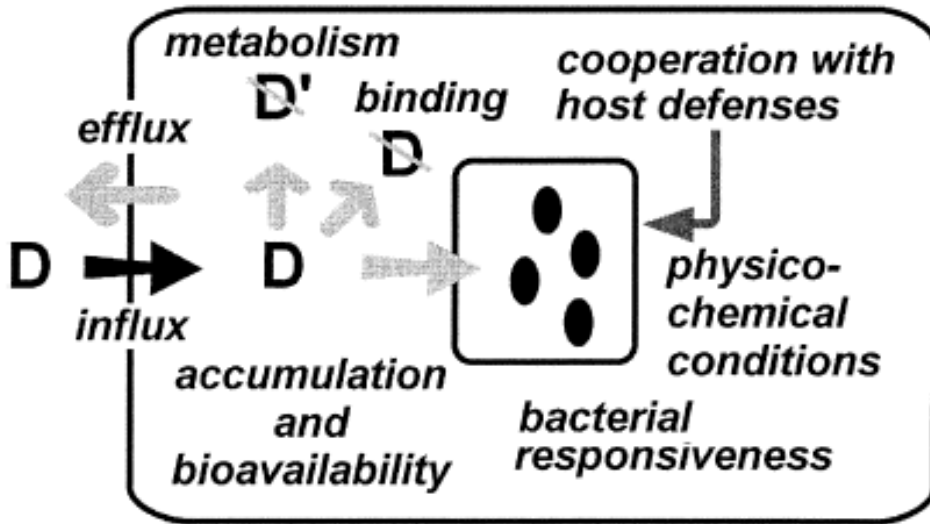 metabolism
D'
binding
D
cooperation with
host defenses
efflux
D
influx
D
physico-
chemical
conditions
accumulation
and
bioavailability
bacterial
responsiveness